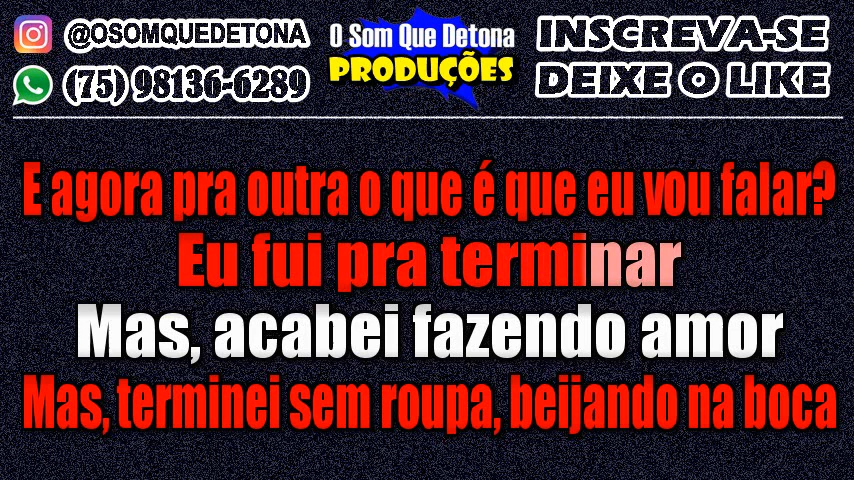 @OSOMQUEDETONA
(75) 98136-6289
O Som Que Detona
PRODUÇÕES
INSCREVA-SE
DEIXE O LIKE
E agora pra outra o que é que eu vou falar?
Eu fui pra terminar
Mas, acabei fazendo amor
Mas, terminei sem roupa, beijando na boca